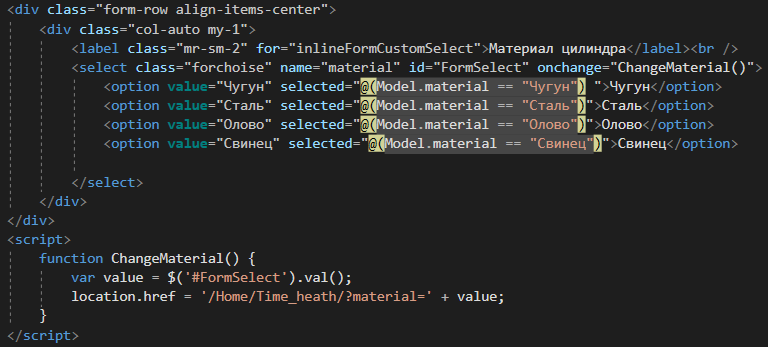 <div class="form-row align-items-center">
<div class="col-auto my-1">
<label class="mr-sm-2" for="inlineFormCustomSelect">Материал цилиндра</label><br />
<select class="forchoise" name="material" id="FormSelect" onchange="ChangeMaterial()">
<option value="Чугун" selected="@(Model.material == "Чугун") ">Чугун</option>
<option value="Сталь" selected="@(Model.material == "Сталь")">Сталь</option>
<option value="Олово" selected="@(Model.material == "Олово")">Олово</option>
<option value="Свинец" selected="@(Model.material == "Свинец")">Свинец</option>
</select>
</div>
</div>
<script>
function ChangeMaterial() {
var value = $('#FormSelect').val();
location.href = '/Home/Time_heath/?material=' + value;
}
</script>